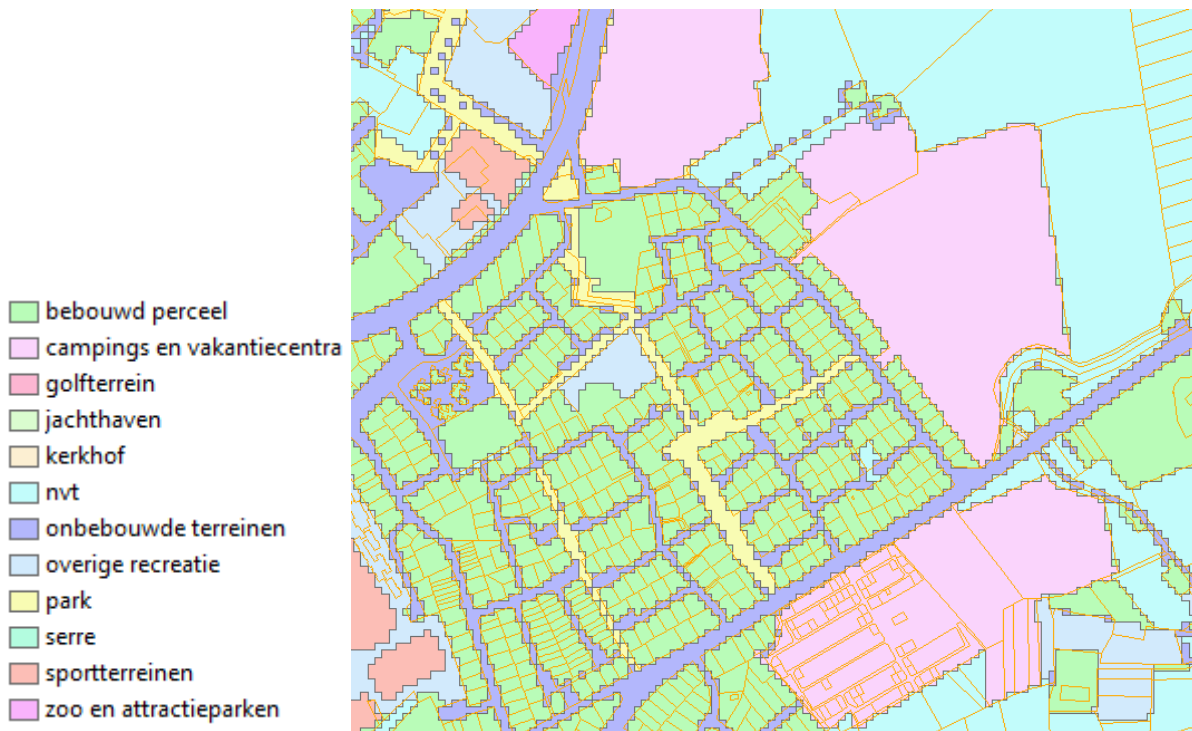 bebouwd perceel
campings en vakantiecentra
golfterrein
jachthaven
kerkhof
nvt
onbebouwde terreinen
overige recreatie
park
serre
sportterreinen
zoo en attractieparken